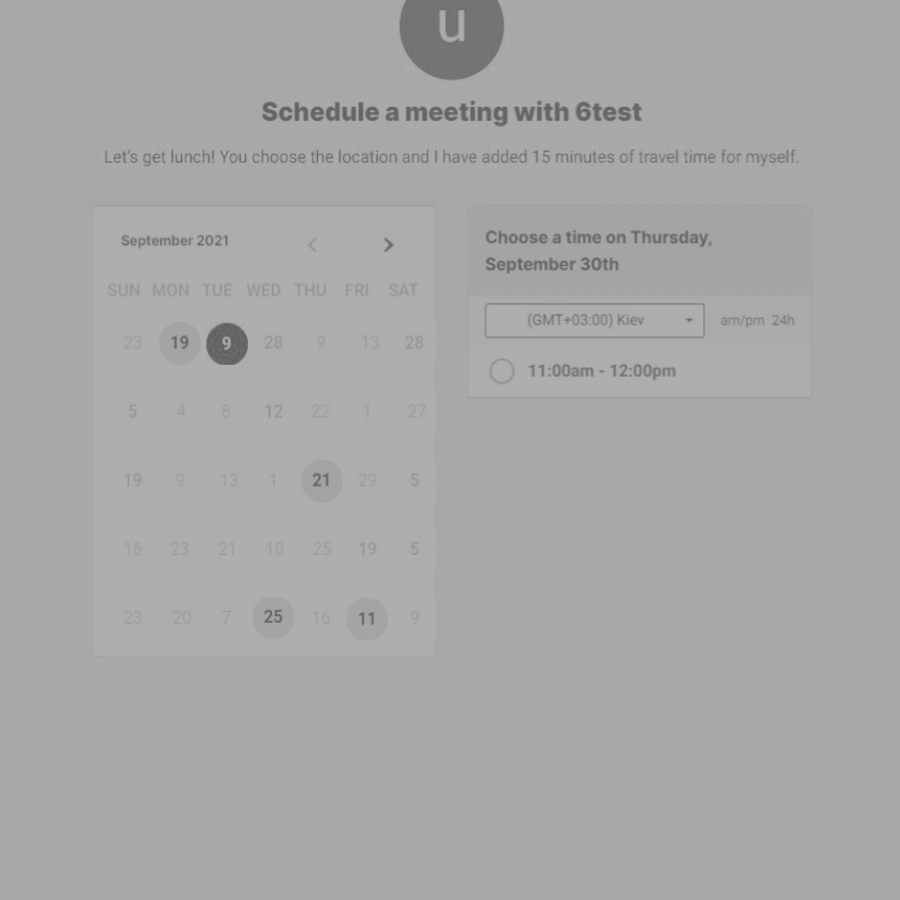 u
Schedule a meeting with 6test
Let's get lunch! You choose the location and I have added 15 minutes of travel time for myself.
September 2021
SUN MON TUE WED THU FRI SAT
23 19 9 28 9 13 28
5 4 8 12 22 1 27
19 9 13 1 21 29 5
16 23 21 10 25 19 5
23 20 7 25 16 11 9
Choose a time on Thursday,
September 30th
(GMT+03:00) Kiev am/pm 24h
11:00am - 12:00pm